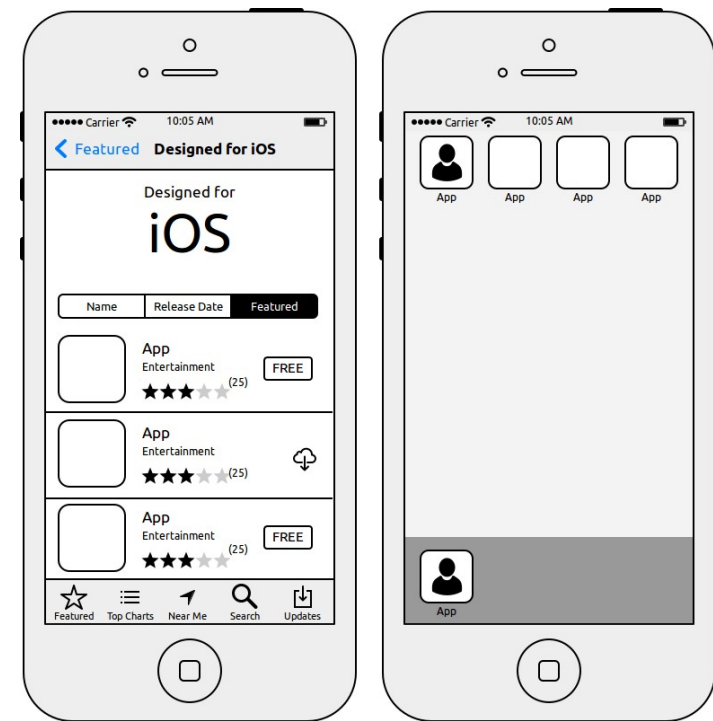 Carrier 10:05 AM
Featured Designed for iOS
Designed for
iOS
Name Release Date Featured
App
Entertainment
(25)
FREE
App
Entertainment
(25)
App
Entertainment
(25)
FREE
Featured Top Charts Near Me Search Updates
Carrier 10:05 AM
App App App App
App